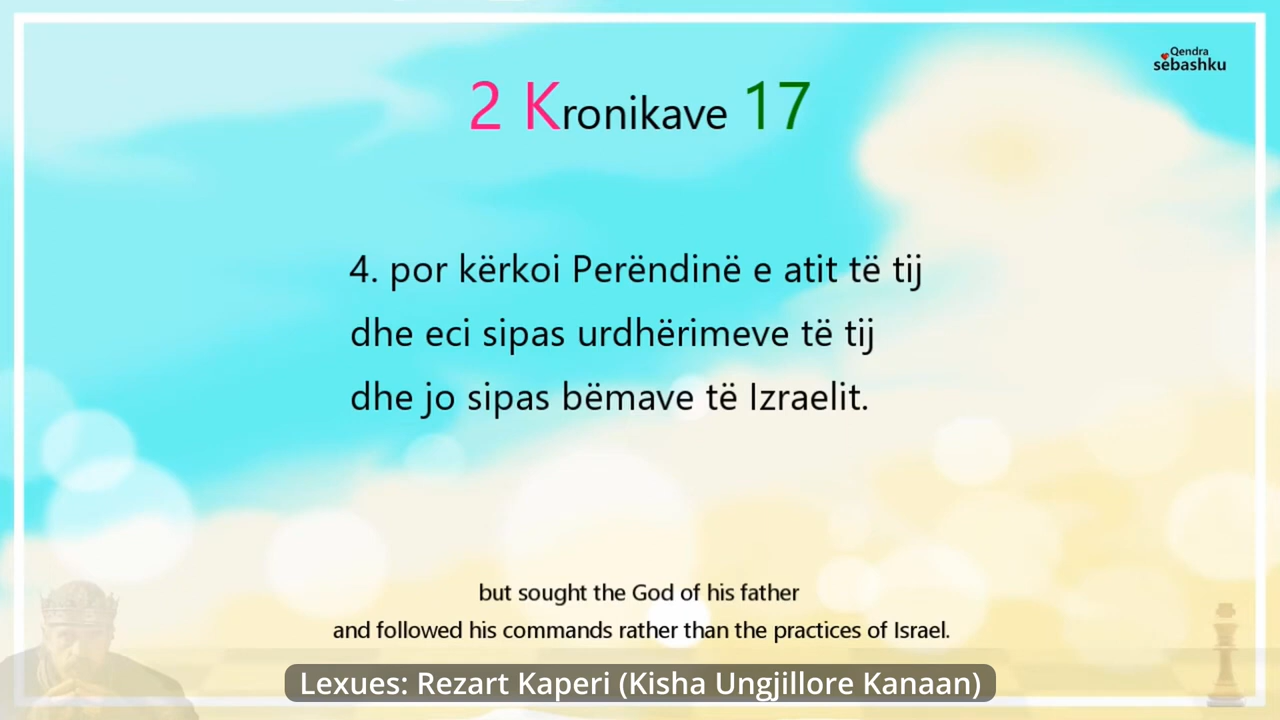 Qendra
sëbashku
2 Kronikave 17
4. por kërkoi Perëndinë e atit të tij
dhe eci sipas urdhërimeve të tij
dhe jo sipas bëmave të Izraelit.
but sought the God of his father
and followed his commands rather than the practices of Israel.
Lexues: Rezart Kaperi (Kisha Ungjillore Kanaan)